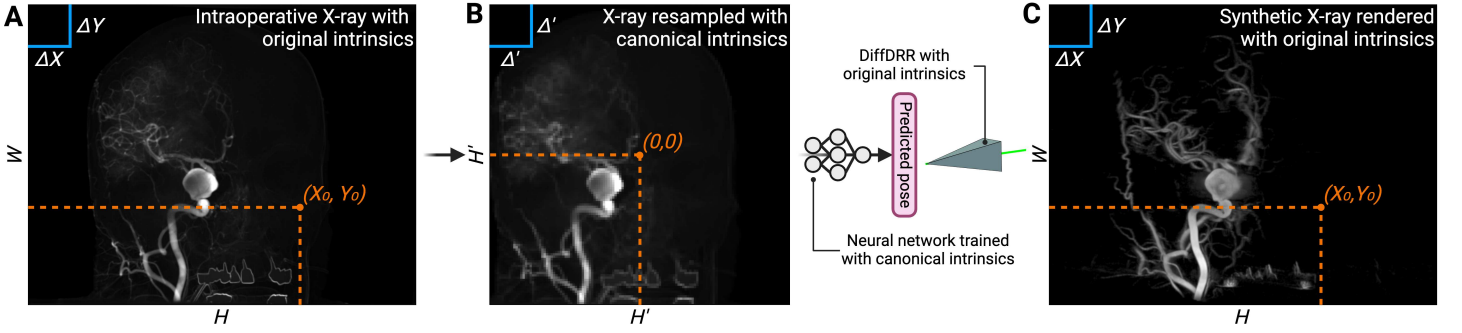 A
Intraoperative X-ray with
original intrinsics
ΔY
ΔX
W
(X₀, Y₀)
H
B
X-ray resampled with
canonical intrinsics
Δ'
Δ'
H'
(0,0)
H'
DiffDRR with
original intrinsics
Predicted pose
Neural network trained
with canonical intrinsics
C
Synthetic X-ray rendered
with original intrinsics
ΔY
ΔX
W
(X₀,Y₀)
H